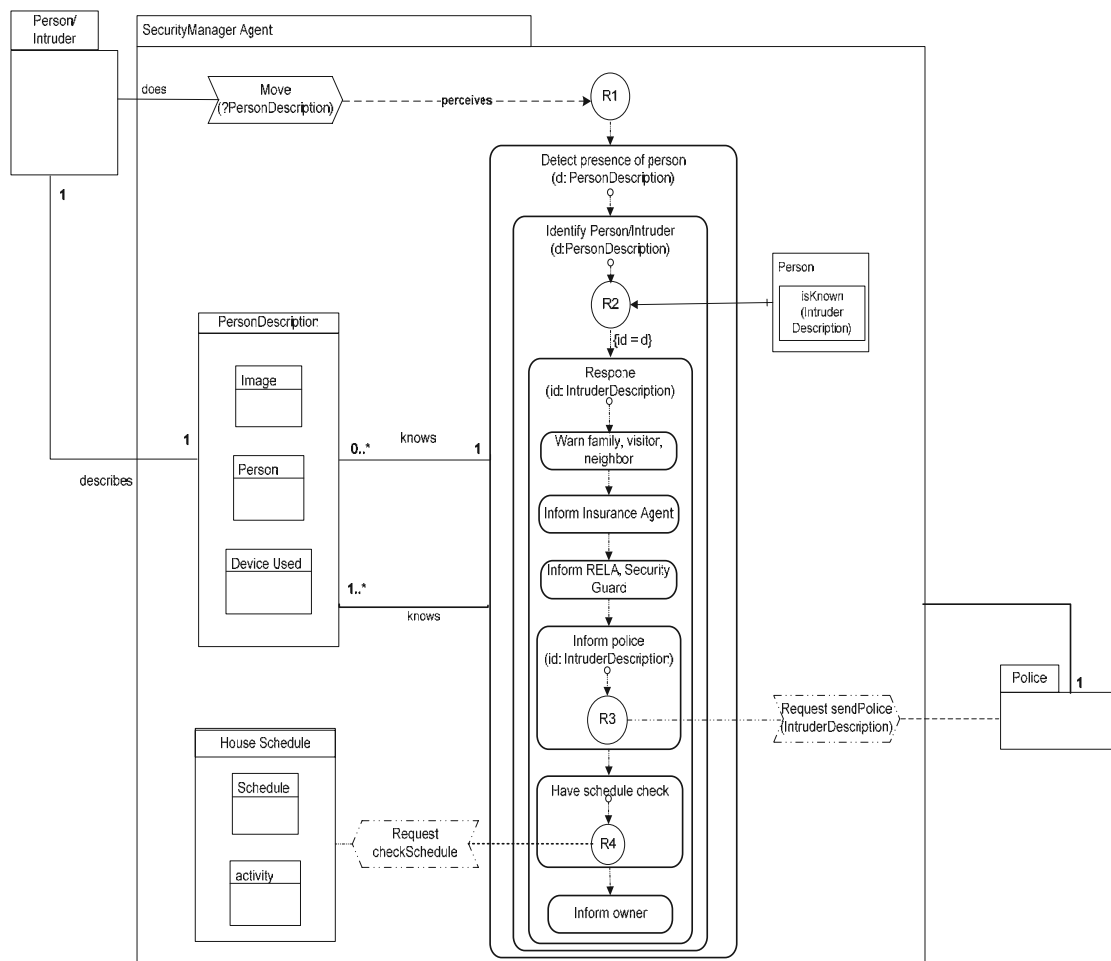 Person/
Intruder
SecurityManager Agent
does
Move
(?PersonDescription)
perceives
R1
1
Detect presence of person
(d: PersonDescription)
Identify Person/Intruder
(d:PersonDescription)
R2
Person
isKnown
(Intruder
Description)
{id = d}
PersonDescription
Image
Person
Device Used
1
describes
0..*
knows
1
1..*
knows
Respone
(id: IntruderDescription)
Warn family, visitor,
neighbor
Inform Insurance Agent
Inform RELA, Security
Guard
Inform police
(id: IntruderDescription)
R3
Request sendPolice
(IntruderDescription)
Police
1
House Schedule
Schedule
activity
Request
checkSchedule
Have schedule check
R4
Inform owner